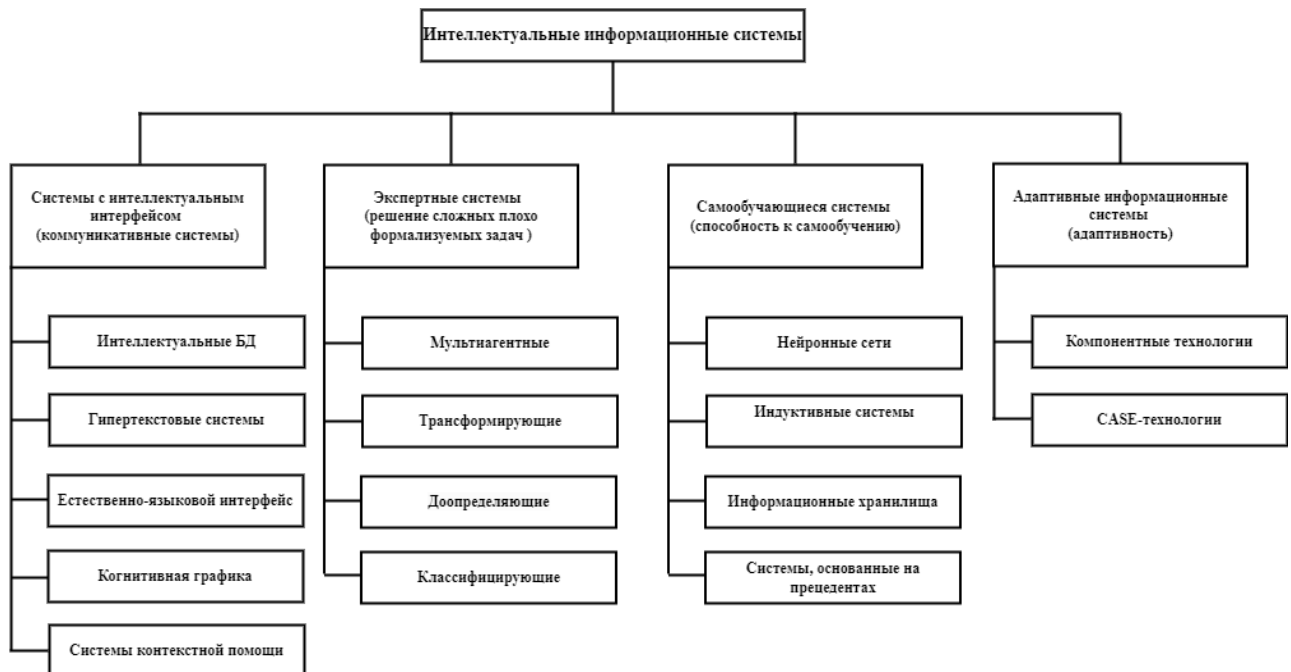 Интеллектуальные информационные системы
Системы с интеллектуальным
интерфейсом
(коммуникативные системы)
Интеллектуальные БД
Гипертекстовые системы
Естественно-языковой интерфейс
Когнитивная графика
Системы контекстной помощи
Экспертные системы
(решение сложных плохо
формализуемых задач )
Мультиагентные
Трансформирующие
Доопределяющие
Классифицирующие
Самообучающиеся системы
(способность к самообучению)
Нейронные сети
Индуктивные системы
Информационные хранилища
Системы, основанные на
прецедентах
Адаптивные информационные
системы
(адаптивность)
Компонентные технологии
CASE-технологии